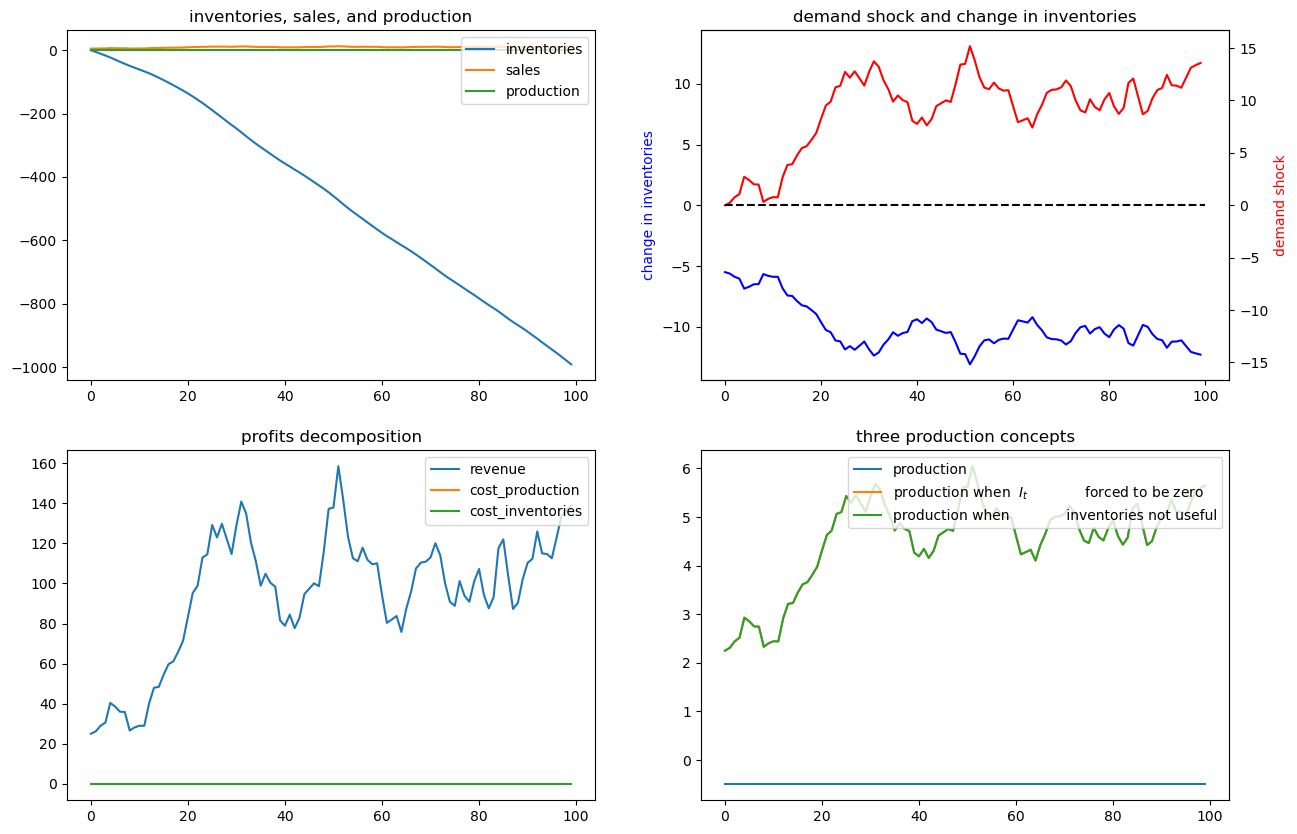 inventories, sales, and production
0
−200
−400
−600
−800
−1000
0 20 40 60 80 100
inventories
sales
production
demand shock and change in inventories
change in inventories
10
5
0
−5
−10
0 20 40 60 80 100
15
10
5
0
−5
−10
−15
demand shock
profits decomposition
160
140
120
100
80
60
40
20
0
0 20 40 60 80 100
revenue
cost_production
cost_inventories
three production concepts
6
5
4
3
2
1
0
0 20 40 60 80 100
production
production when I_t forced to be zero
production when inventories not useful